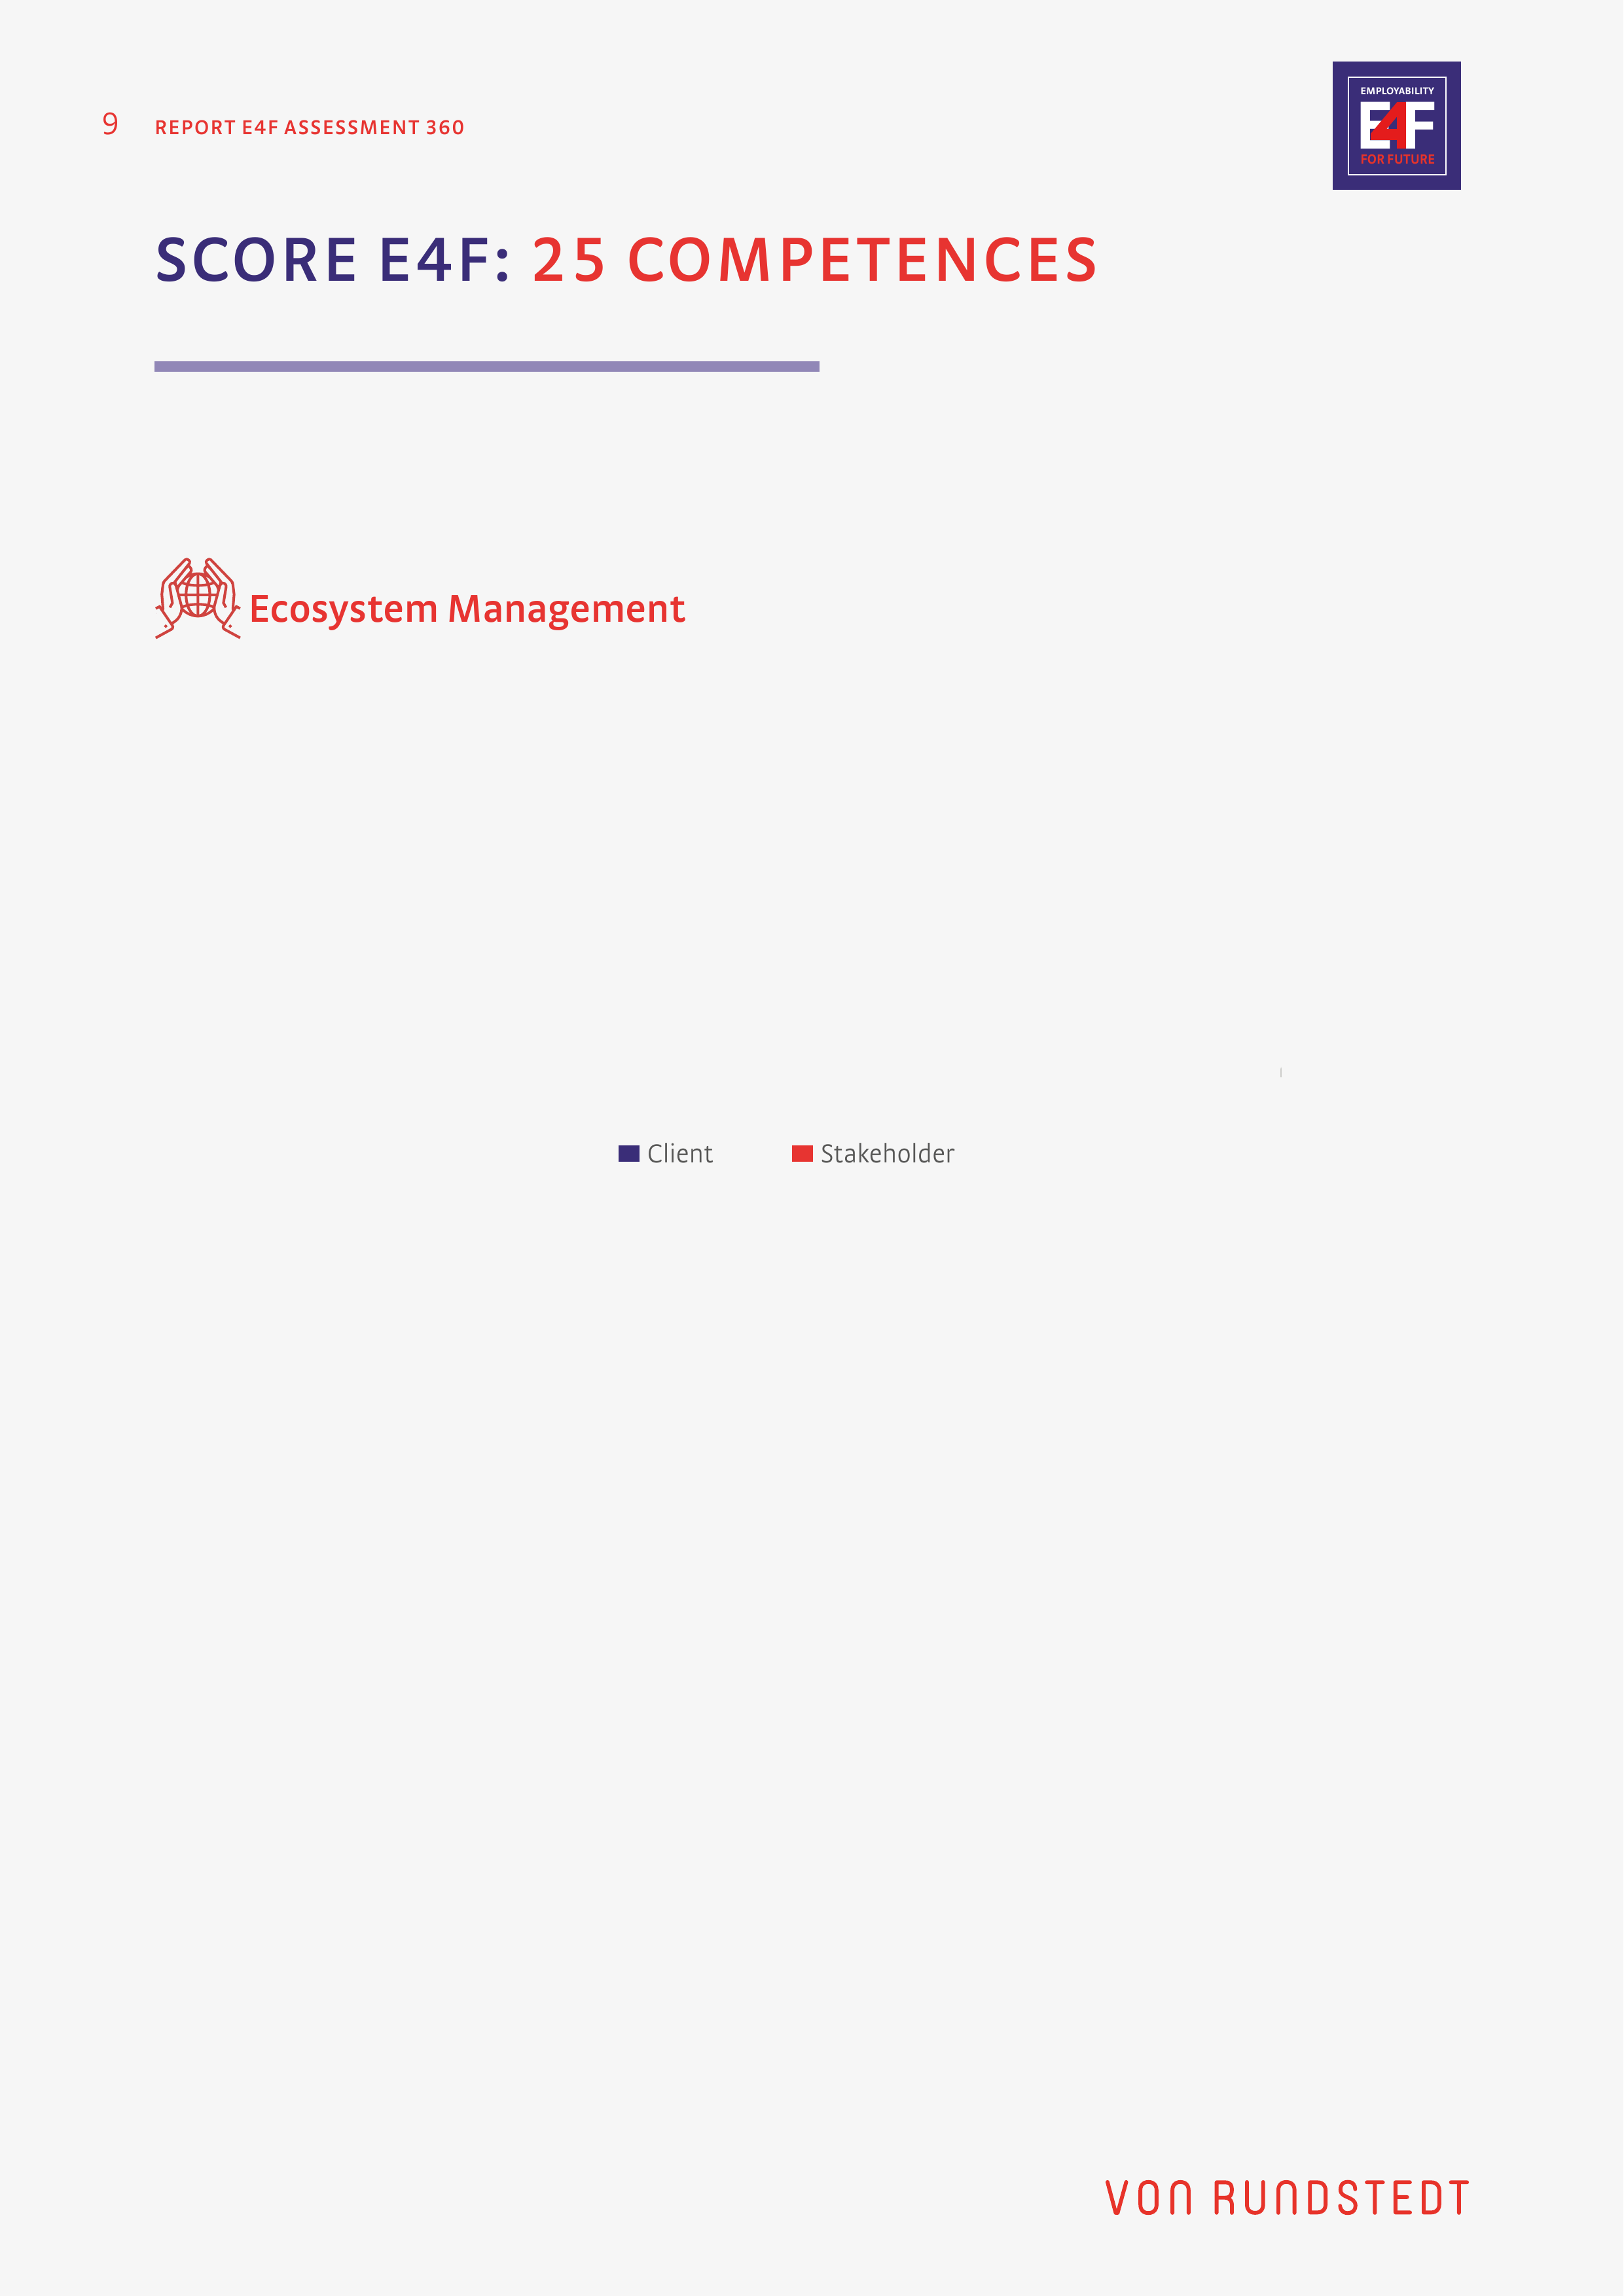 9 REPORT E4F ASSESSMENT 360
EMPLOYABILITY
E4F
FOR FUTURE
SCORE E4F: 25 COMPETENCES
Ecosystem Management
Client Stakeholder
VON RUNDSTEDT